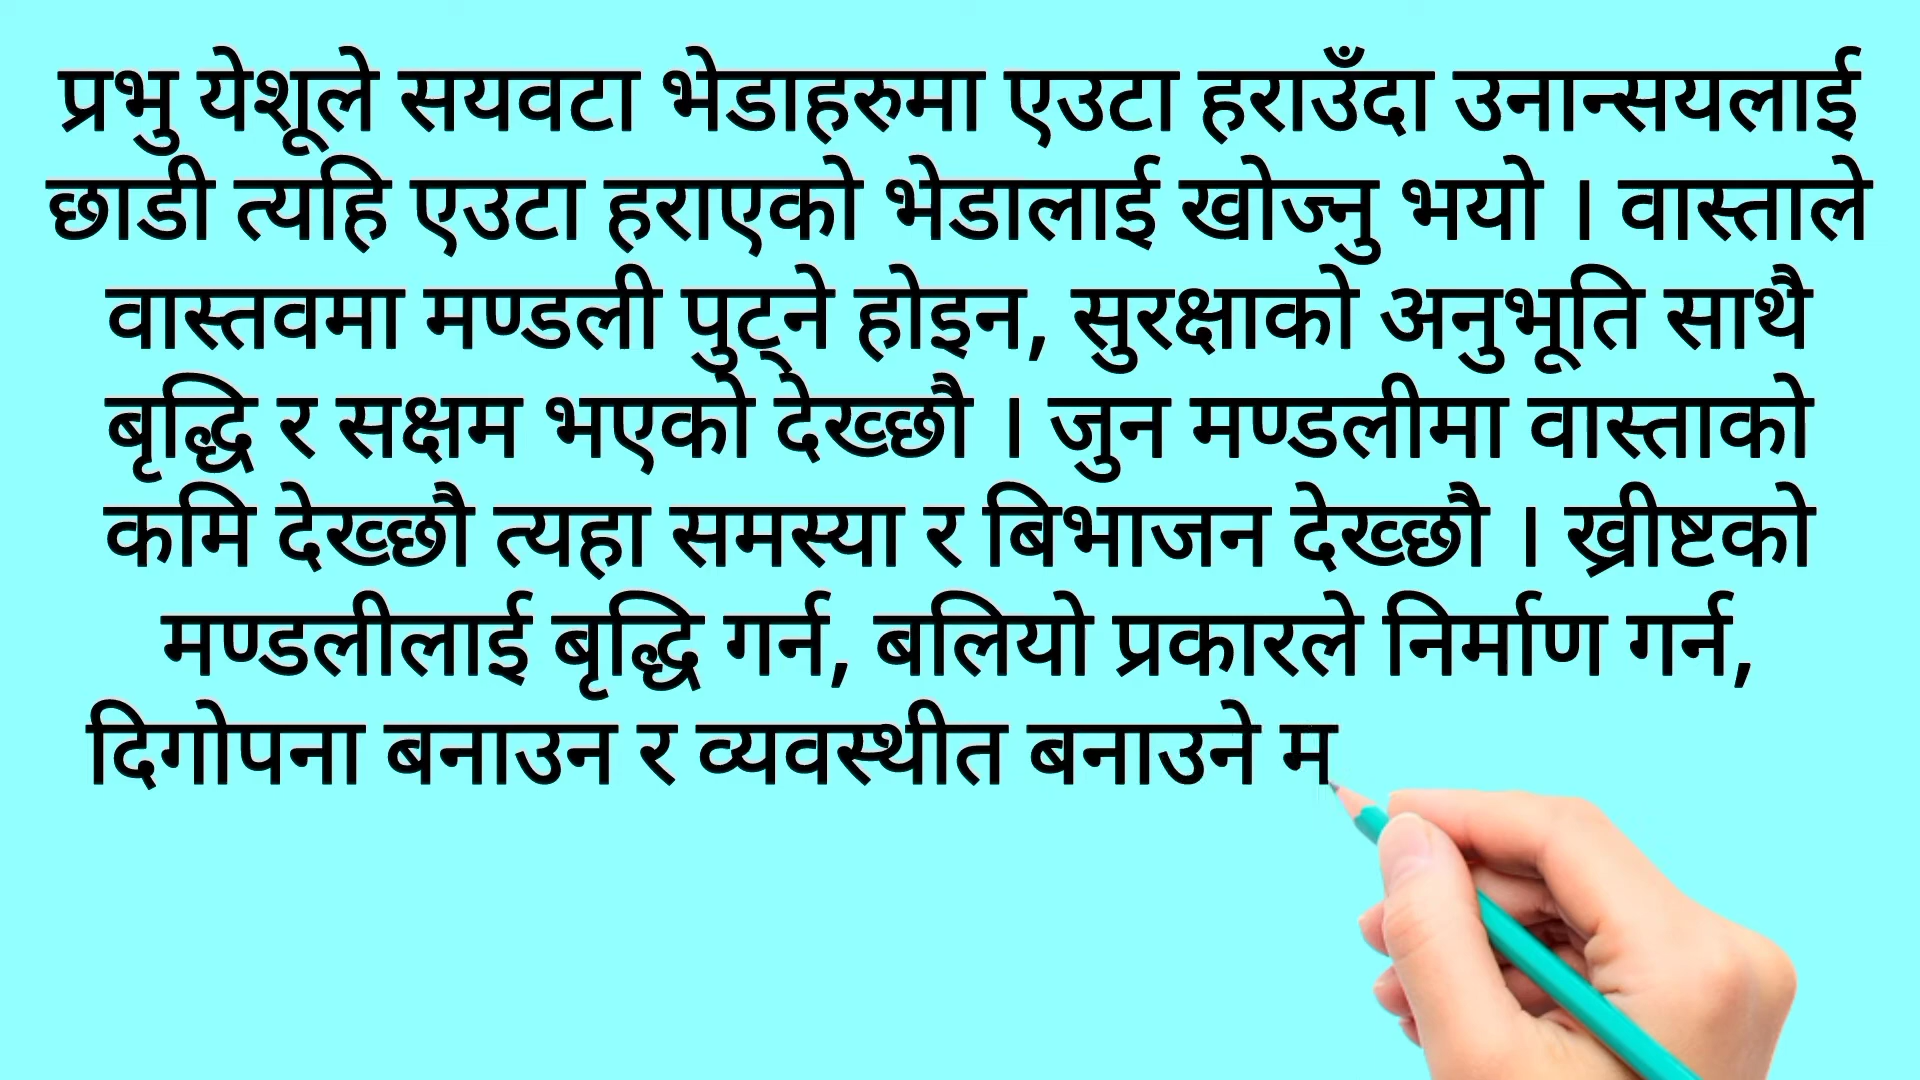 प्रभु येशूले सयवटा भेडाहरुमा एउटा हराउँदा उनान्सयलाई
छाडी त्यहि एउटा हराएको भेडालाई खोज्नु भयो । वास्ताले
वास्तवमा मण्डली पुट्ने होइन, सुरक्षाको अनुभूति साथै
बृद्धि र सक्षम भएको देख्छौ । जुन मण्डलीमा वास्ताको
कमि देख्छौ त्यहा समस्या र बिभाजन देख्छौ । ख्रीष्टको
मण्डलीलाई बृद्धि गर्न, बलियो प्रकारले निर्माण गर्न,
दिगोपना बनाउन र व्यवस्थीत बनाउने म